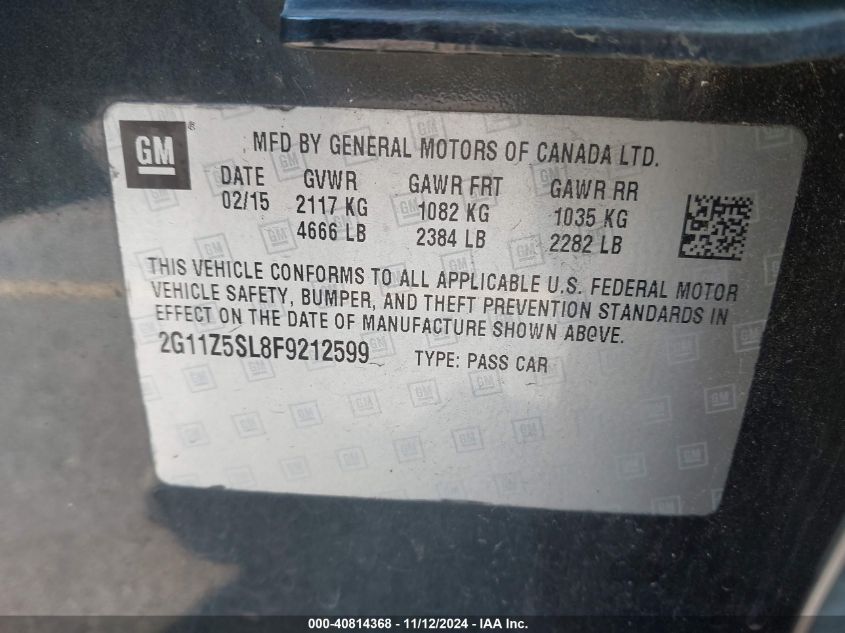 GM ® MFD BY GENERAL MOTORS OF CANADA LTD.
DATE GVWR GAWR FRT GAWR RR
02/15 2117 KG 1082 KG 1035 KG
4666 LB 2384 LB 2282 LB
THIS VEHICLE CONFORMS TO ALL APPLICABLE U.S. FEDERAL MOTOR
VEHICLE SAFETY, BUMPER, AND THEFT PREVENTION STANDARDS IN
EFFECT ON THE DATE OF MANUFACTURE SHOWN ABOVE.
2G11Z5SL8F9212599 TYPE: PASS CAR
000-40814368 - 11/12/2024 - IAA Inc.